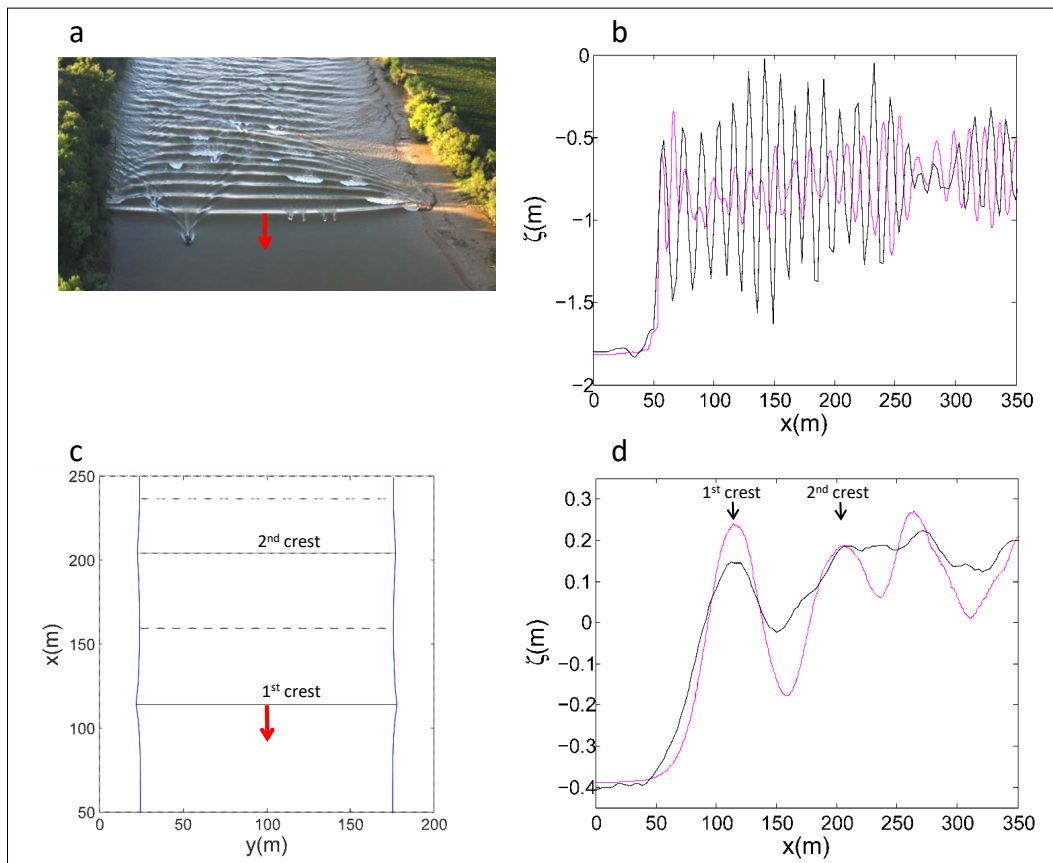 a
b
0
−0.5
−1
−1.5
−2
ζ(m)
0 50 100 150 200 250 300 350
x(m)
c
250
200
150
100
50
x(m)
2nd crest
1st crest
0 50 100 150 200
y(m)
d
1st crest
2nd crest
0.3
0.2
0.1
0
−0.1
−0.2
−0.3
−0.4
ζ(m)
0 50 100 150 200 250 300 350
x(m)